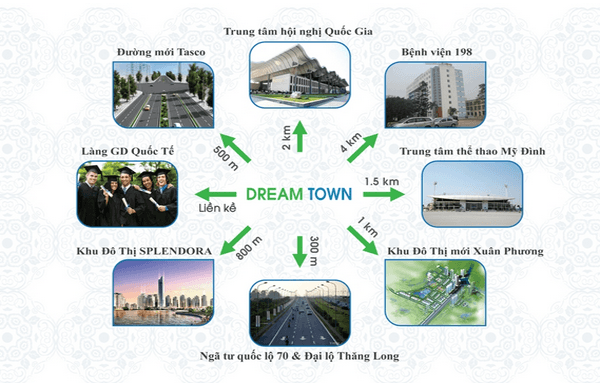 Trung tâm hội nghị Quốc Gia
Đường mới Tasco
Bệnh viện 198
500 m
2 km
4 km
Làng GD Quốc Tế
Trung tâm thể thao Mỹ Đình
DREAM TOWN
1.5 km
Liền kề
Khu Đô Thị SPLENDORA
800 m
300 m
1 km
Khu Đô Thị mới Xuân Phương
Ngã tư quốc lộ 70 & Đại lộ Thăng Long